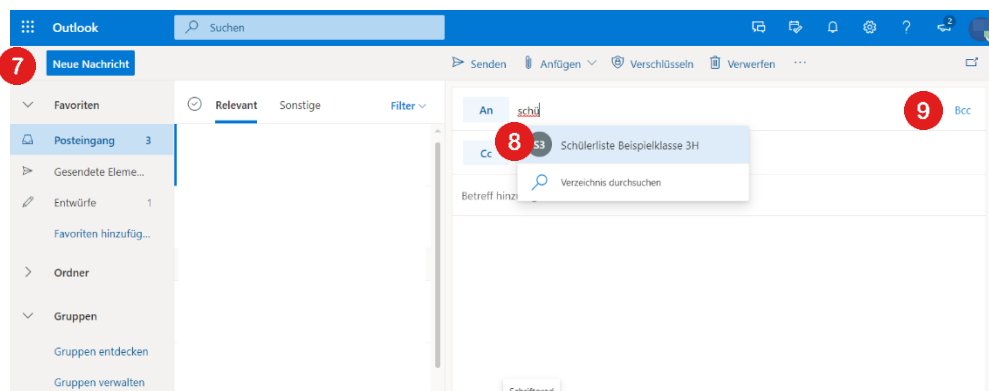 Outlook
Suchen
2
7
Neue Nachricht
Senden Anfügen Verschlüsseln Verwerfen ...
Favoriten
Relevant Sonstige Filter
An schü
9
Bcc
Posteingang 3
8
S3 Schülerliste Beispielklasse 3H
Cc
Gesendete Eleme...
Verzeichnis durchsuchen
Betreff
Entwürfe 1
Favoriten hinzufüg...
Ordner
Gruppen
Gruppen entdecken
Gruppen verwalten